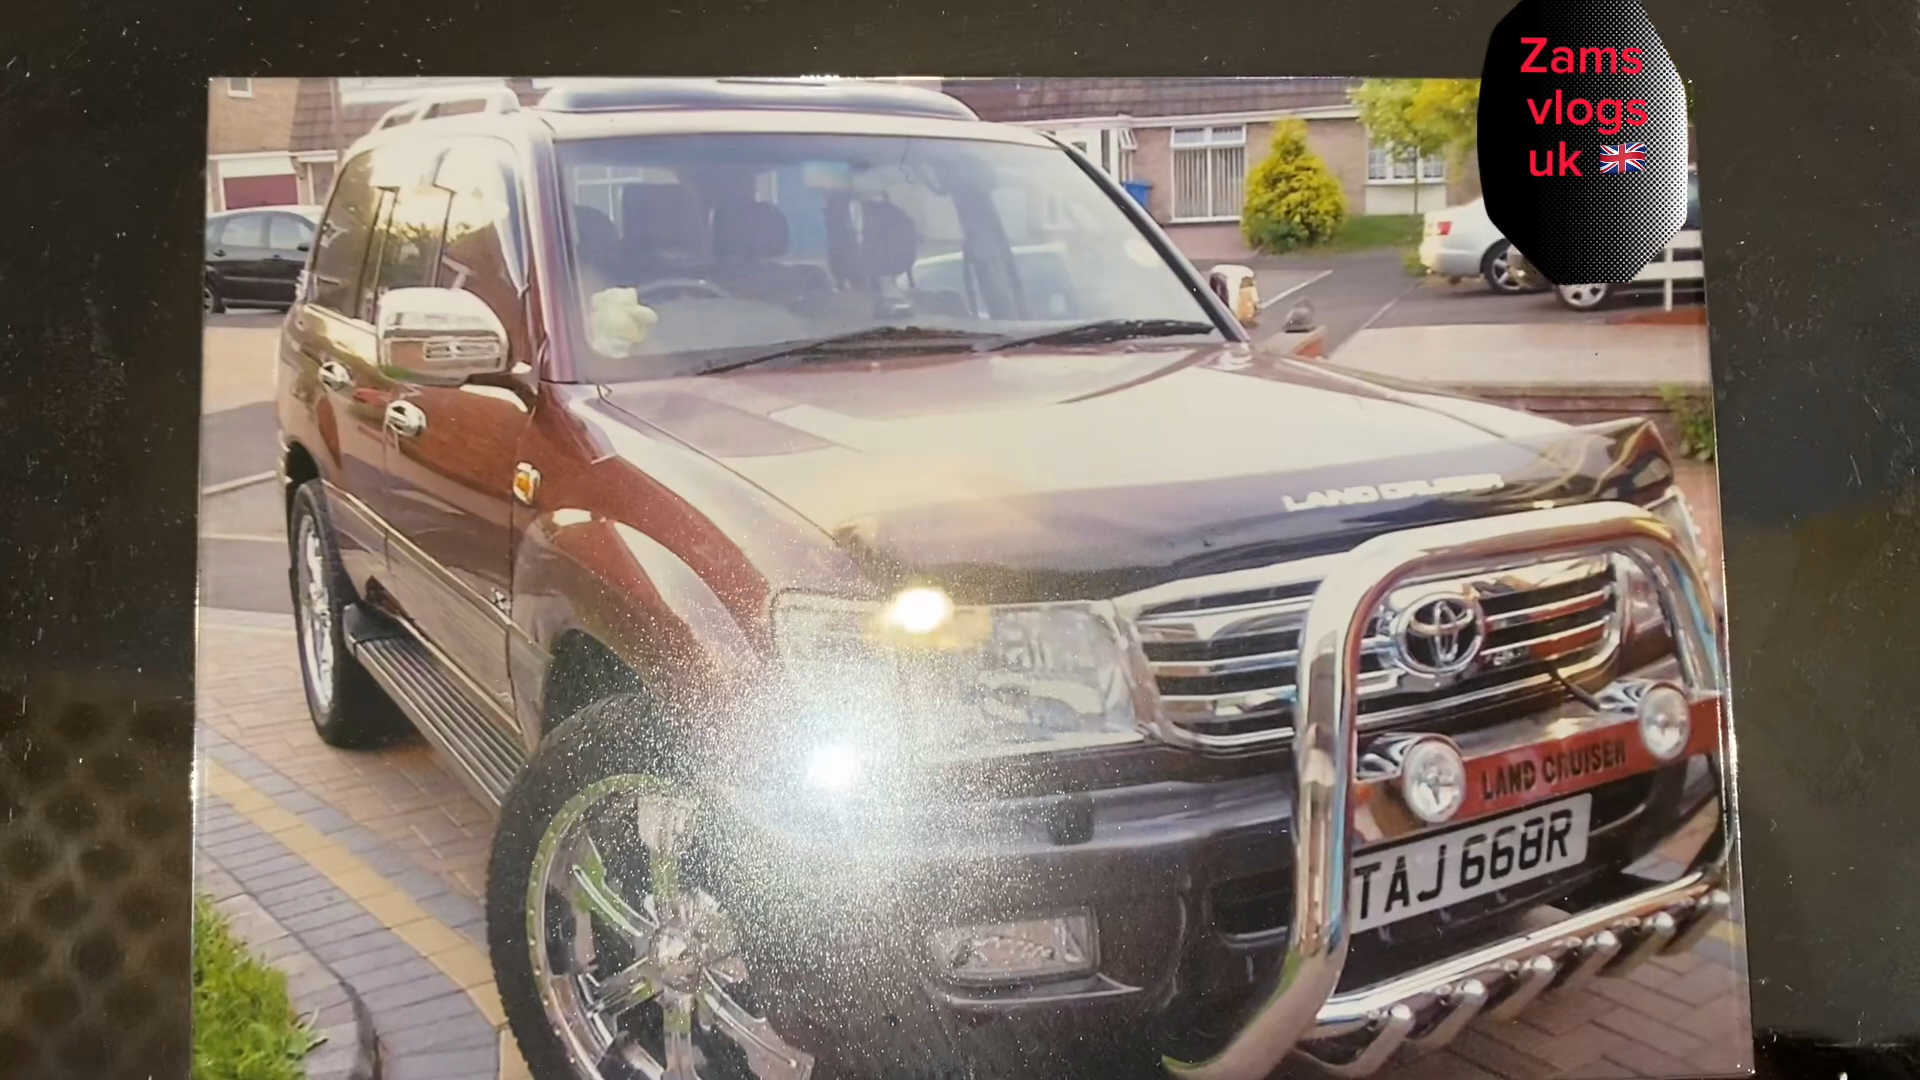 Zams
vlogs
uk 🇬🇧
LAND CRUISER
LAND CRUISER
TAJ 668R